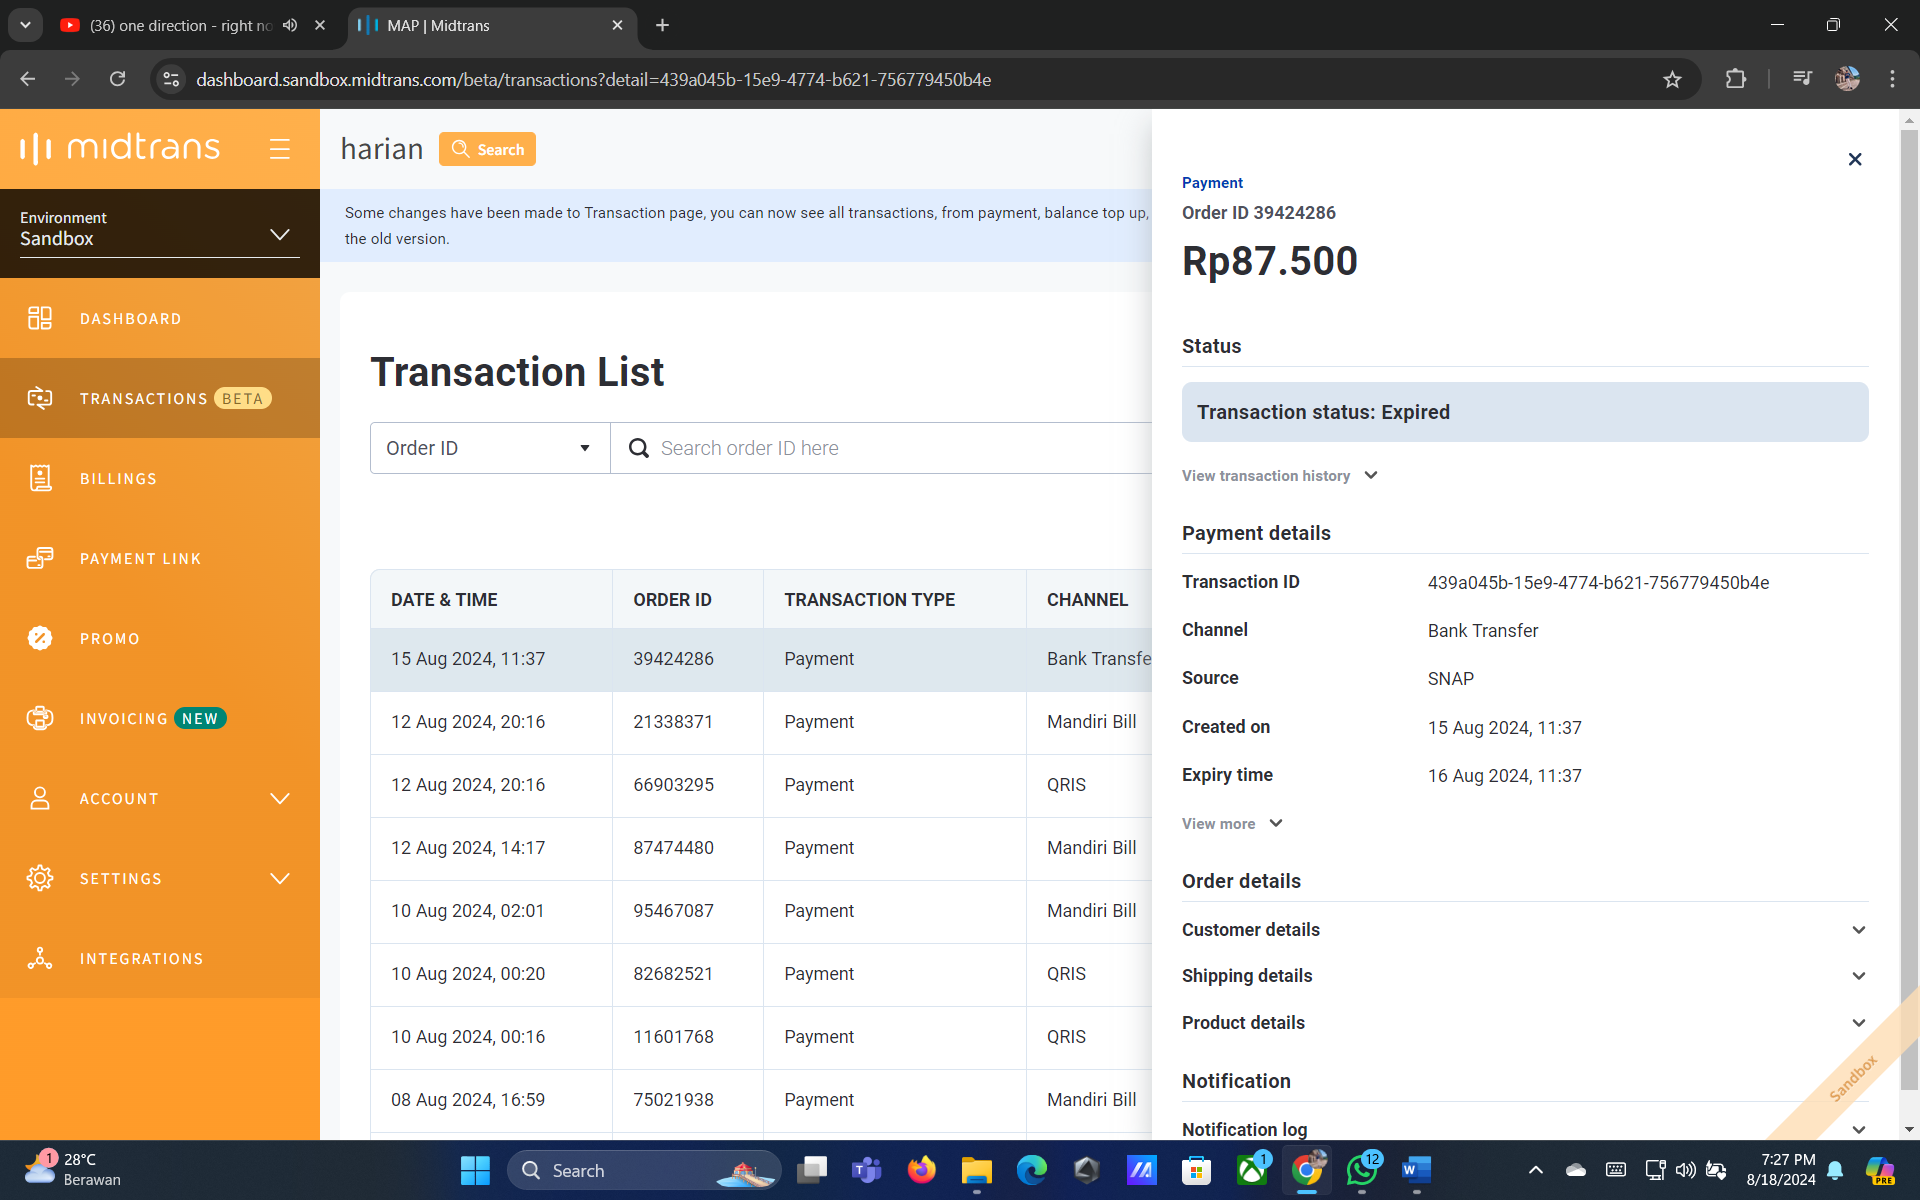 (36) one direction - right no
MAP | Midtrans
dashboard.sandbox.midtrans.com/beta/transactions?detail=439a045b-15e9-4774-b621-756779450b4e
midtrans
harian
Search
Environment
Sandbox
Some changes have been made to Transaction page, you can now see all transactions, from payment, balance top up,
the old version.
DASHBOARD
TRANSACTIONS BETA
BILLINGS
PAYMENT LINK
PROMO
INVOICING NEW
ACCOUNT
SETTINGS
INTEGRATIONS
Transaction List
Order ID
Search order ID here
DATE & TIME ORDER ID TRANSACTION TYPE CHANNEL
15 Aug 2024, 11:37 39424286 Payment Bank Transfe
12 Aug 2024, 20:16 21338371 Payment Mandiri Bill
12 Aug 2024, 20:16 66903295 Payment QRIS
12 Aug 2024, 14:17 87474480 Payment Mandiri Bill
10 Aug 2024, 02:01 95467087 Payment Mandiri Bill
10 Aug 2024, 00:20 82682521 Payment QRIS
10 Aug 2024, 00:16 11601768 Payment QRIS
08 Aug 2024, 16:59 75021938 Payment Mandiri Bill
Payment
Order ID 39424286
Rp87.500
Status
Transaction status: Expired
View transaction history
Payment details
Transaction ID 439a045b-15e9-4774-b621-756779450b4e
Channel Bank Transfer
Source SNAP
Created on 15 Aug 2024, 11:37
Expiry time 16 Aug 2024, 11:37
View more
Order details
Customer details
Shipping details
Product details
Notification
Notification log
Sandbox
1
28°C
Berawan
Search
1
12
7:27 PM
8/18/2024
PRE